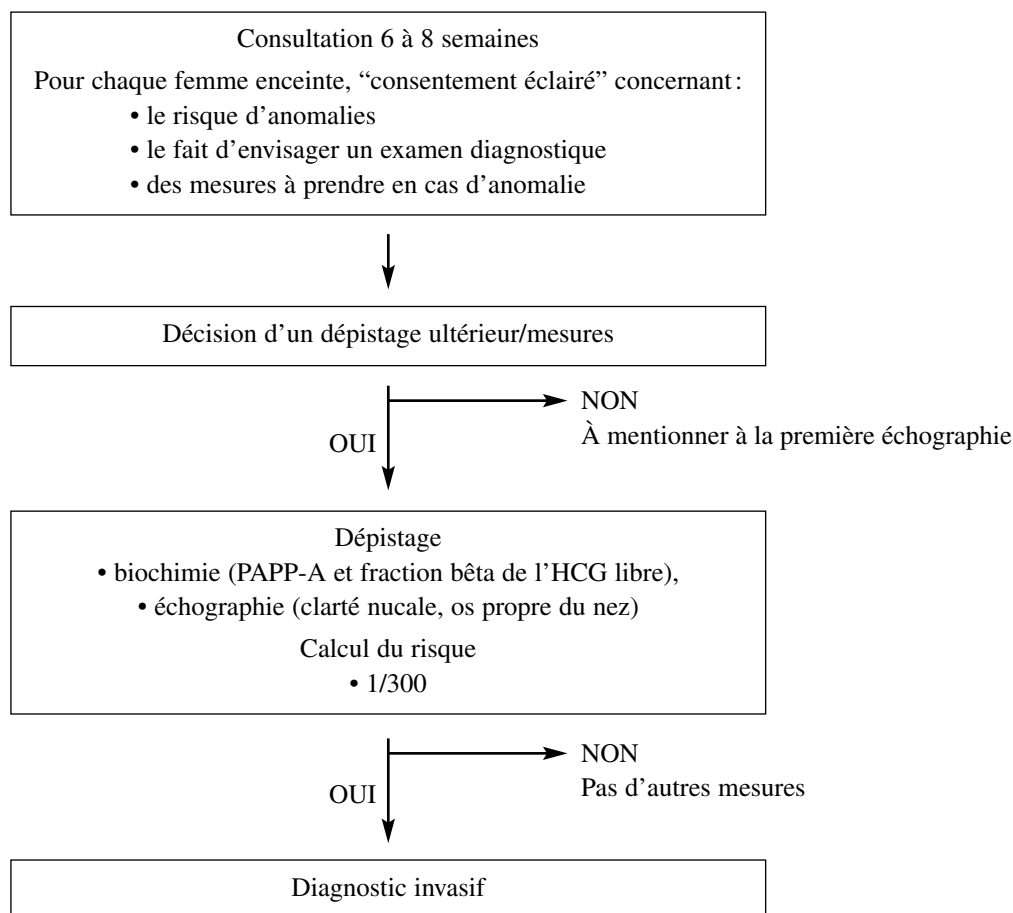 Consultation 6 à 8 semaines
Pour chaque femme enceinte, “consentement éclairé” concernant :
• le risque d’anomalies
• le fait d’envisager un examen diagnostique
• des mesures à prendre en cas d’anomalie
Décision d’un dépistage ultérieur/mesures
NON
À mentionner à la première échographie
OUI
Dépistage
• biochimie (PAPP-A et fraction bêta de l’HCG libre),
• échographie (clarté nucale, os propre du nez)
Calcul du risque
• 1/300
NON
Pas d’autres mesures
OUI
Diagnostic invasif